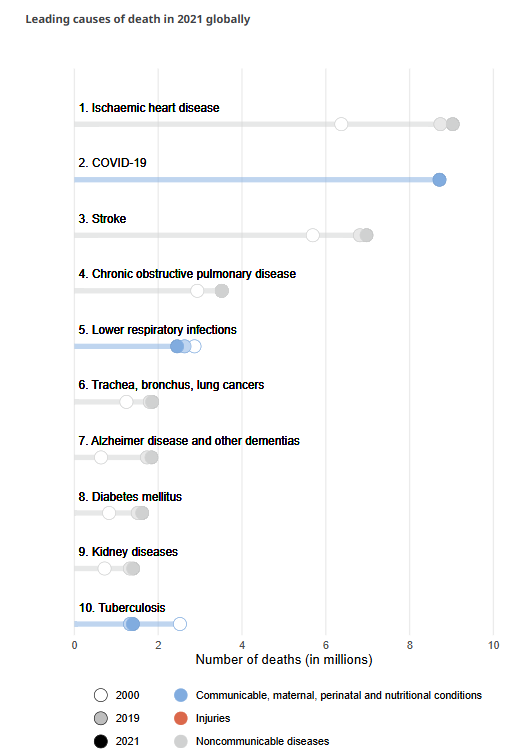 Leading causes of death in 2021 globally
1. Ischaemic heart disease
2. COVID-19
3. Stroke
4. Chronic obstructive pulmonary disease
5. Lower respiratory infections
6. Trachea, bronchus, lung cancers
7. Alzheimer disease and other dementias
8. Diabetes mellitus
9. Kidney diseases
10. Tuberculosis
0 2 4 6 8 10
Number of deaths (in millions)
2000 Communicable, maternal, perinatal and nutritional conditions
2019 Injuries
2021 Noncommunicable diseases